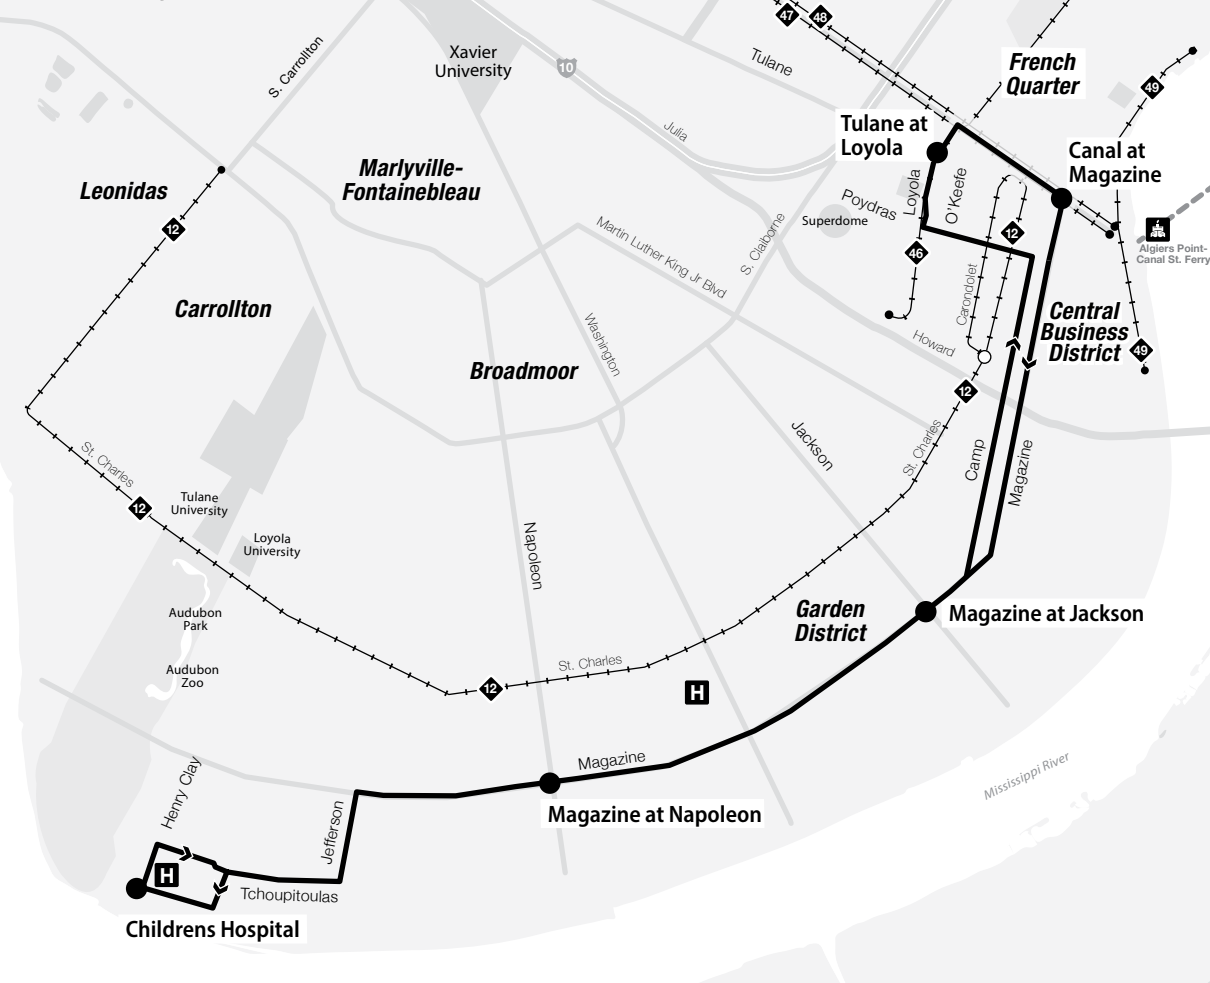 47
48
Xavier
University
10
S. Carrollton
Tulane
French
Quarter
49
Julia
Tulane at
Loyola
Canal at
Magazine
Marlyville-
Fontainebleau
Leonidas
12
Loyola
O'Keefe
Poydras
Superdome
12
46
Algiers Point-
Canal St. Ferry
Martin Luther King Jr Blvd
S. Claiborne
Carrollton
Carondolet
Central
Business
District
49
Howard
Washington
Broadmoor
12
St. Charles
Jackson
St. Charles
Camp
Magazine
12
Tulane
University
Loyola
University
Napoleon
Audubon
Park
Garden
District
Magazine at Jackson
Audubon
Zoo
St. Charles
12
H
Magazine
Mississippi River
Henry Clay
Magazine at Napoleon
Jefferson
H
Tchoupitoulas
Childrens Hospital